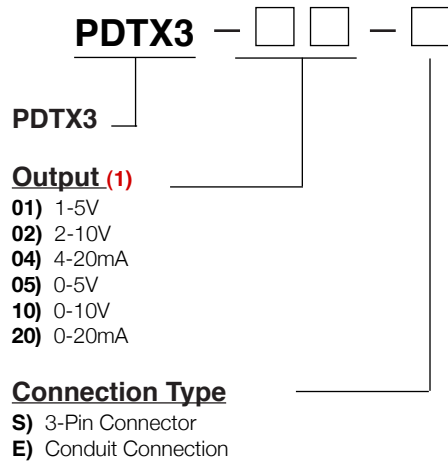 PDTX3 – □ □ – □
PDTX3
Output (1)
01) 1-5V
02) 2-10V
04) 4-20mA
05) 0-5V
10) 0-10V
20) 0-20mA
Connection Type
S) 3-Pin Connector
E) Conduit Connection